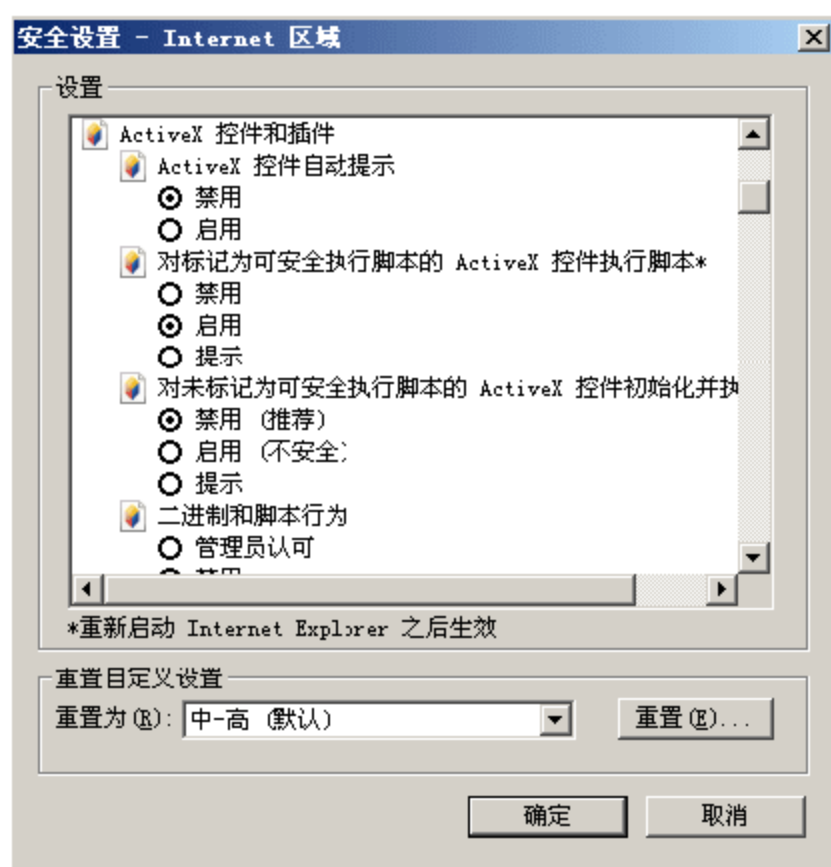 安全设置 - Internet 区域
设置
ActiveX 控件和插件
ActiveX 控件自动提示
禁用
启用
对标记为可安全执行脚本的 ActiveX 控件执行脚本*
禁用
启用
提示
对未标记为可安全执行脚本的 ActiveX 控件初始化并执
禁用 (推荐)
启用 (不安全)
提示
二进制和脚本行为
管理员认可
禁用
*重新启动 Internet Explorer 之后生效
重置自定义设置
重置为(R): 中-高 (默认)
重置(E)...
确定
取消